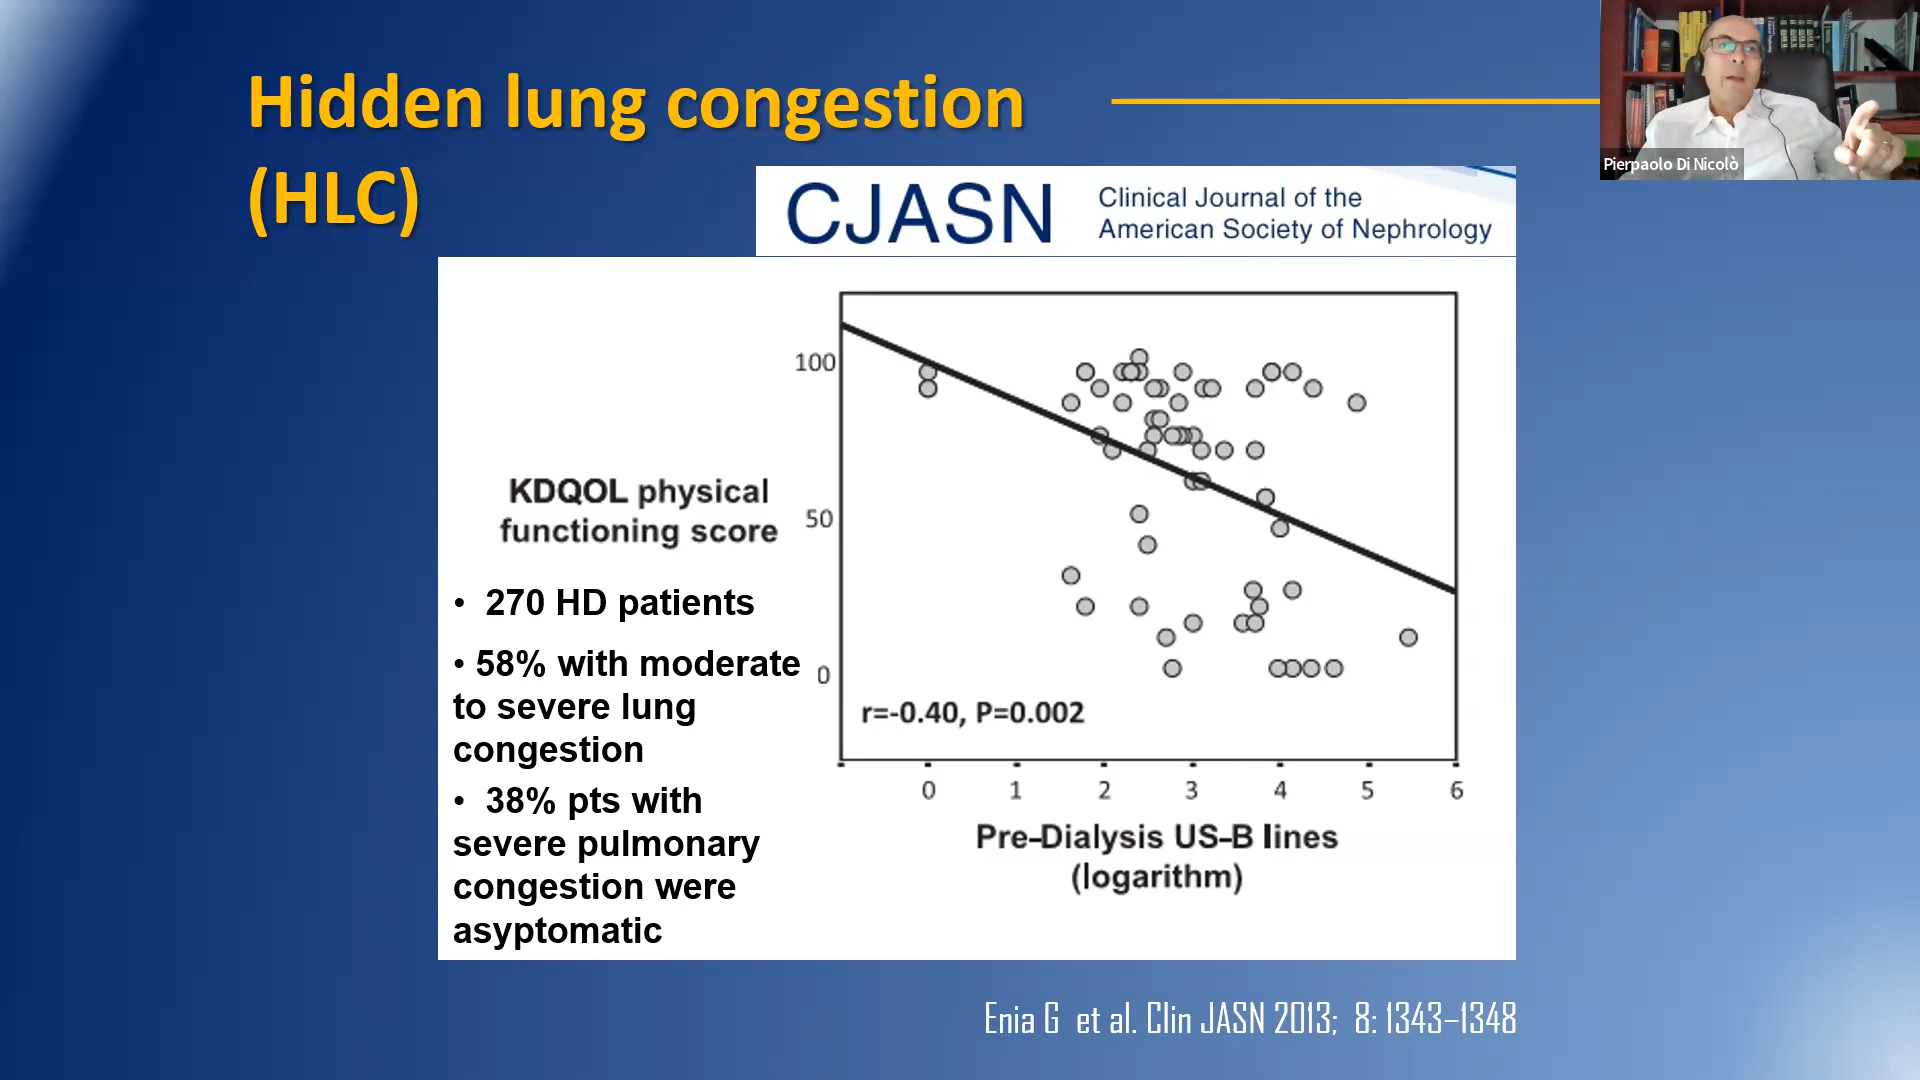 Hidden lung congestion
(HLC)
Pierpaolo Di Nicolò
CJASN
Clinical Journal of the
American Society of Nephrology
KDQOL physical
functioning score
• 270 HD patients
• 58% with moderate
to severe lung
congestion
• 38% pts with
severe pulmonary
congestion were
asyptomatic
100
50
0
r=-0.40, P=0.002
0 1 2 3 4 5 6
Pre-Dialysis US-B lines
(logarithm)
Enia G et al. Clin JASN 2013; 8: 1343–1348